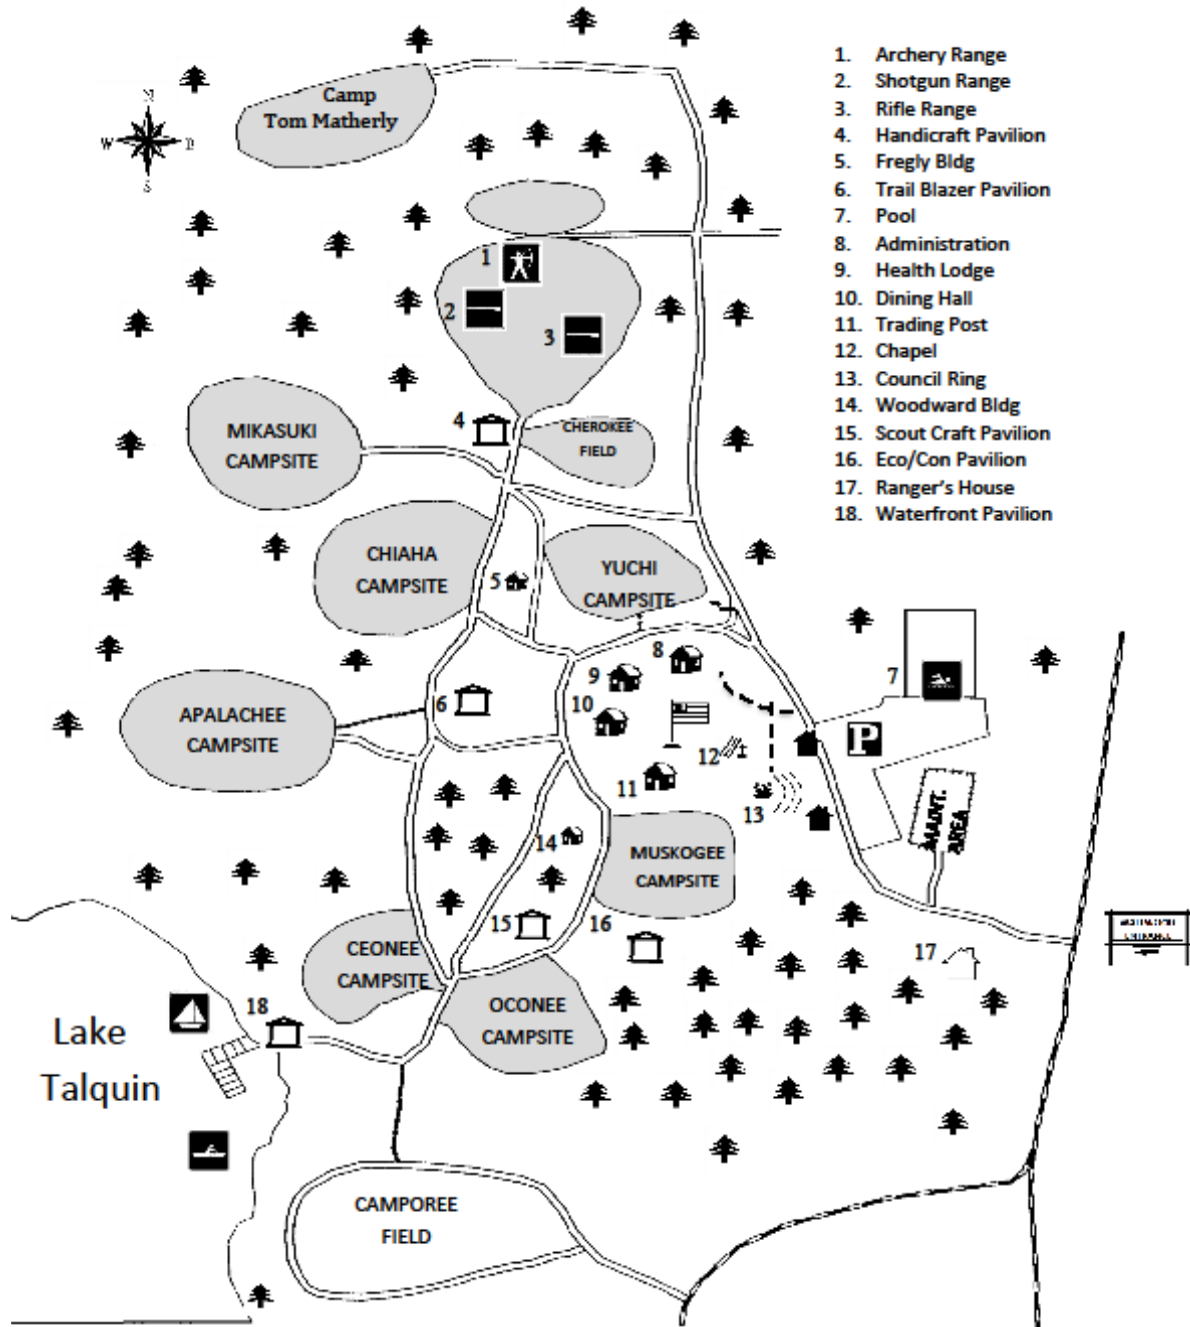 N
W
S
Camp
Tom Matherly
1. Archery Range
2. Shotgun Range
3. Rifle Range
4. Handicraft Pavilion
5. Fregly Bldg
6. Trail Blazer Pavilion
7. Pool
8. Administration
9. Health Lodge
10. Dining Hall
11. Trading Post
12. Chapel
13. Council Ring
14. Woodward Bldg
15. Scout Craft Pavilion
16. Eco/Con Pavilion
17. Ranger's House
18. Waterfront Pavilion
1
2
3
4
CHEROKEE
FIELD
MIKASUKI
CAMPSITE
CHIAHA
CAMPSITE
5
YUCHI
CAMPSITE
8
9
7
10
6
APALACHEE
CAMPSITE
P
12
11
13
MAINT.
AREA
14
MUSKOGEE
CAMPSITE
15
16
ENTRANCE
17
CEONEE
CAMPSITE
OCONEE
CAMPSITE
18
Lake
Talquin
CAMPOREE
FIELD